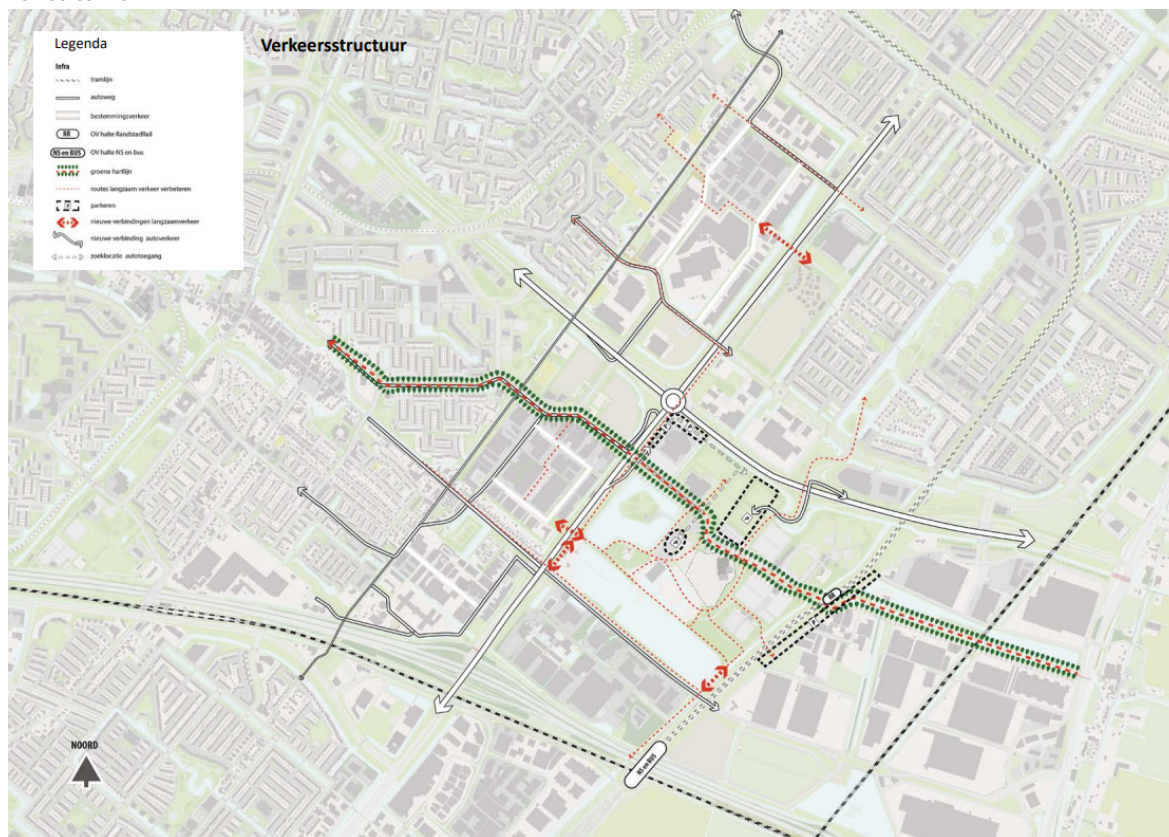 Legenda
Verkeersstructuur
Infra
tramlijn
autoweg
bestemmingsverkeer
RR OV halte RandstadRail
NS en BUS OV halte NS en bus
groene hartlijn
routes langzaam verkeer verbeteren
P parkeren
nieuwe verbindingen langzaamverkeer
nieuwe verbinding autoverkeer
zoeklocatie autotoegang
P
P
P
P
NOORD
NS en BUS